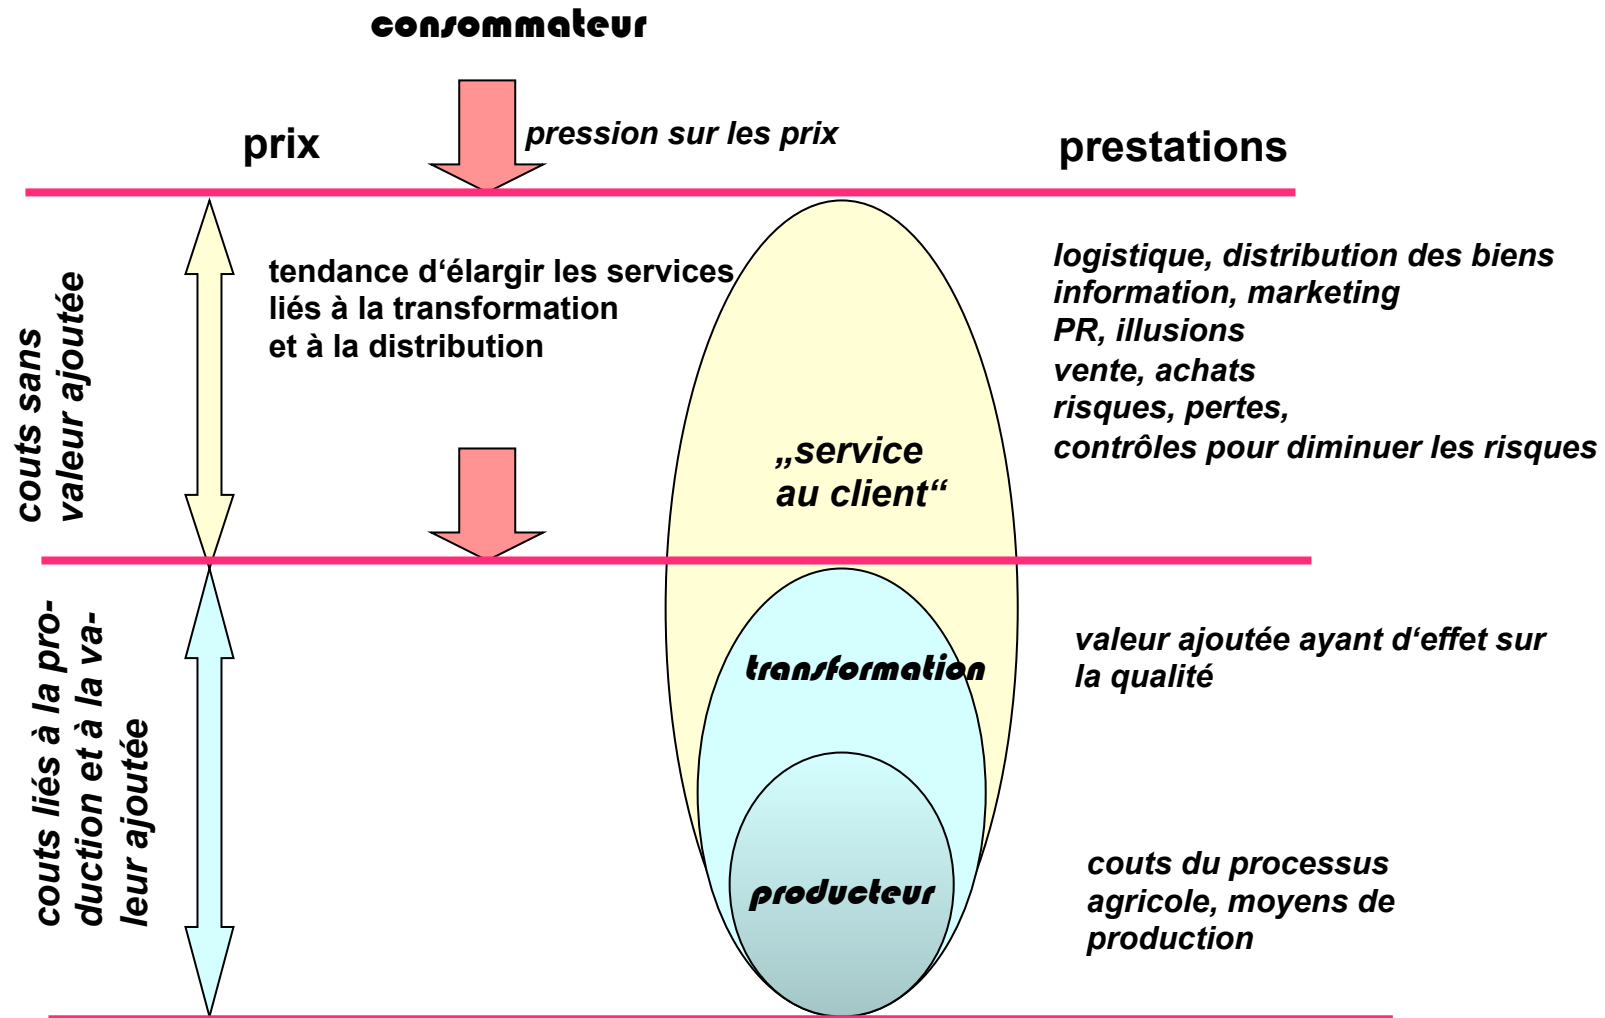 consommateur
prix
pression sur les prix
prestations
couts sans
valeur ajoutée
tendance d‘élargir les services
liés à la transformation
et à la distribution
„service
au client“
logistique, distribution des biens
information, marketing
PR, illusions
vente, achats
risques, pertes,
contrôles pour diminuer les risques
couts liés à la pro-
duction et à la va-
leur ajoutée
transformation
valeur ajoutée ayant d‘effet sur
la qualité
producteur
couts du processus
agricole, moyens de
production